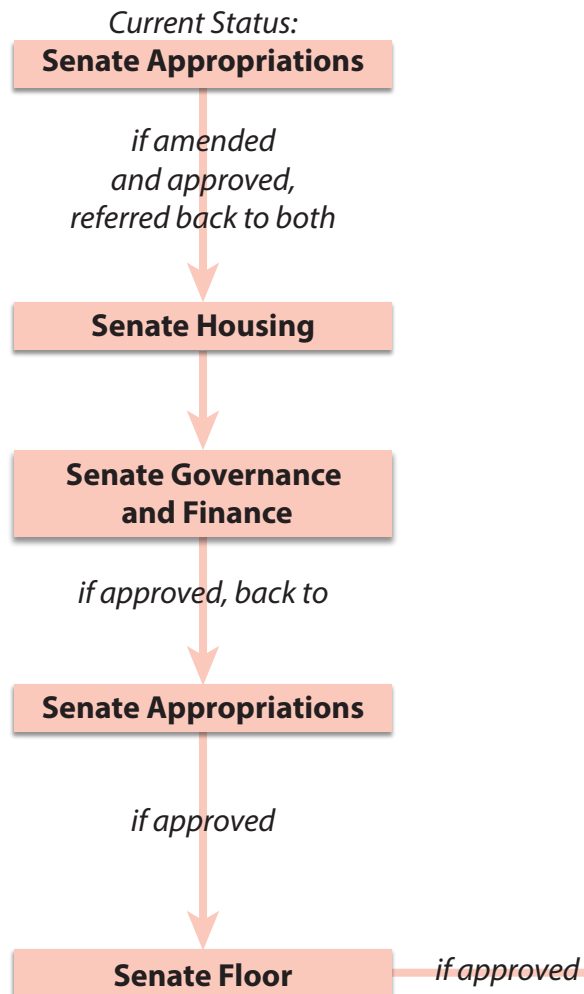 Current Status:
Senate Appropriations
if amended
and approved,
referred back to both
Senate Housing
Senate Governance
and Finance
if approved, back to
Senate Appropriations
if approved
Senate Floor
if approved